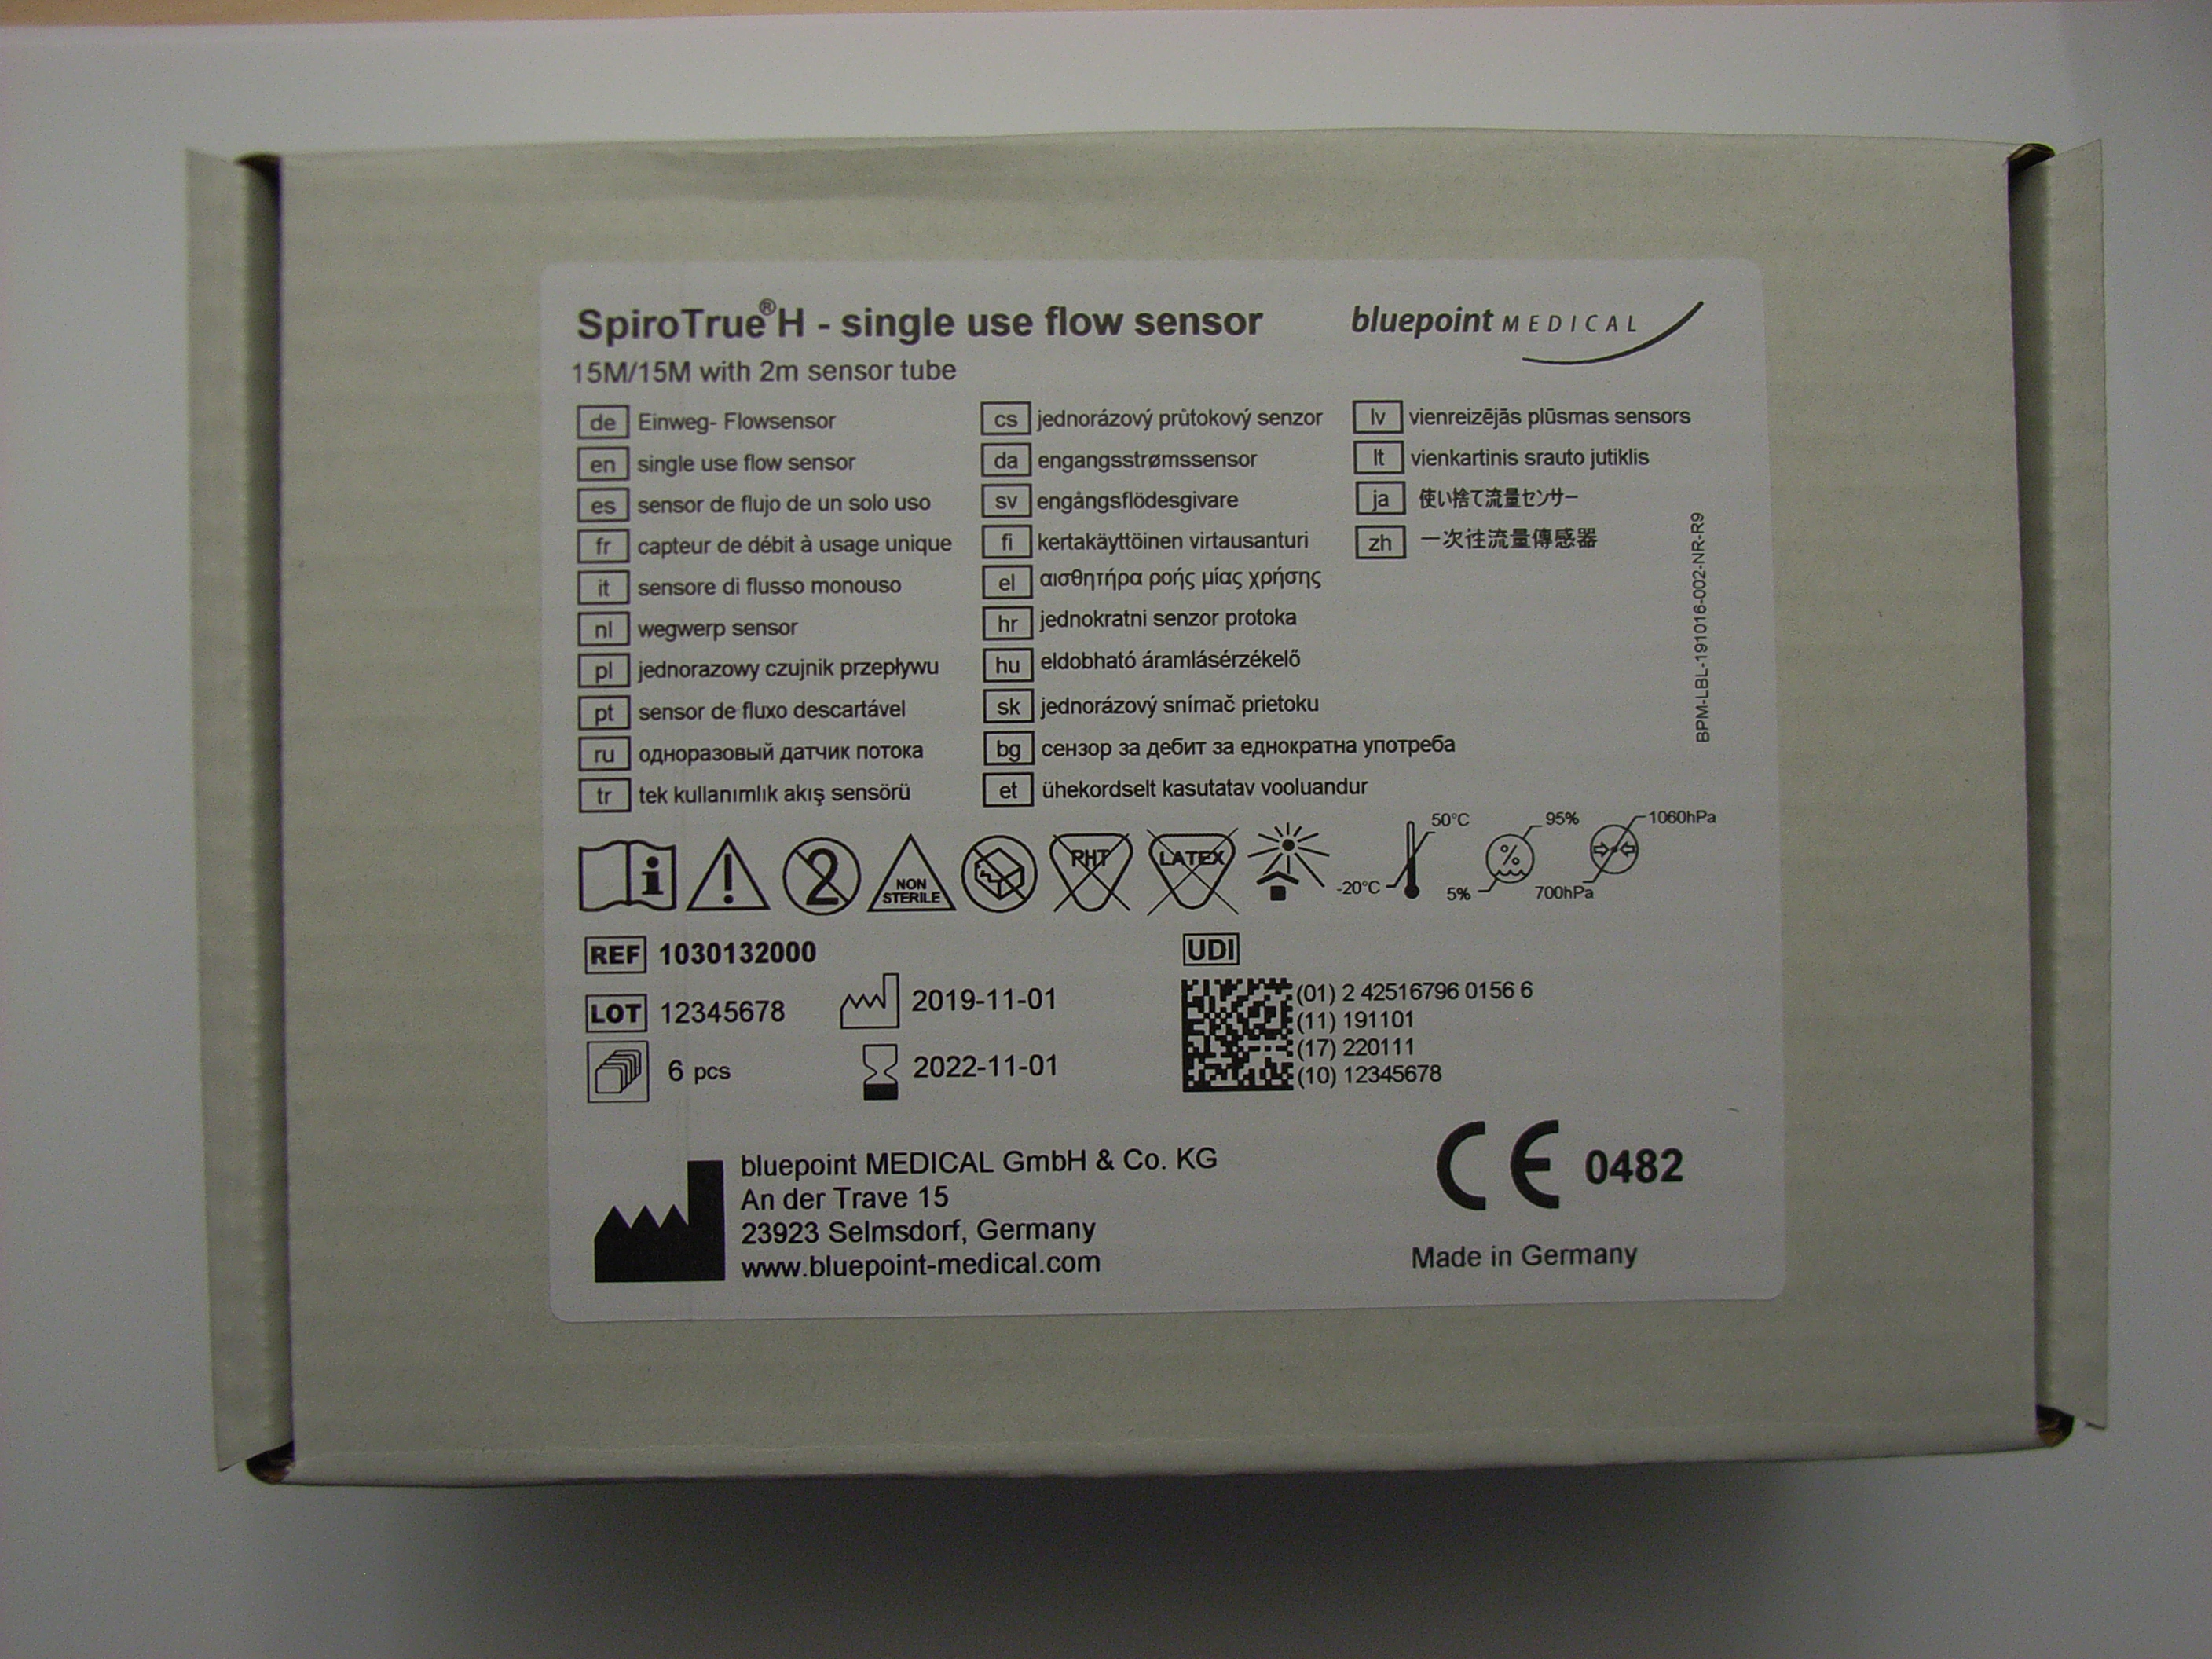 SpiroTrue®H - single use flow sensor
bluepoint MEDICAL
15M/15M with 2m sensor tube
de Einweg- Flowsensor
en single use flow sensor
es sensor de flujo de un solo uso
fr capteur de débit à usage unique
it sensore di flusso monouso
nl wegwerp sensor
pl jednorazowy czujnik przepływu
pt sensor de fluxo descartável
ru одноразовый датчик потока
tr tek kullanımlık akış sensörü
cs jednorázový průtokový senzor
da engangsstrømssensor
sv engångsflödesgivare
fi kertakäyttöinen virtausanturi
el αισθητήρα ροής μίας χρήσης
hr jednokratni senzor protoka
hu eldobható áramlásérzékelő
sk jednorázový snímač prietoku
bg сензор за дебит за еднократна употреба
et ühekordselt kasutatav vooluandur
lv vienreizējās plūsmas sensors
lt vienkartinis srauto jutiklis
ja 使い捨て流量センサー
zh 一次性流量傳感器
BPM-LBL-191016-002-NR-R9
2
NON
STERILE
PHT
LATEX
-20°C
50°C
5%
%
95%
700hPa
1060hPa
REF 1030132000
LOT 12345678
6 pcs
2019-11-01
2022-11-01
UDI
(01) 2 42516796 0156 6
(11) 191101
(17) 220111
(10) 12345678
bluepoint MEDICAL GmbH & Co. KG
An der Trave 15
23923 Selmsdorf, Germany
www.bluepoint-medical.com
CE 0482
Made in Germany